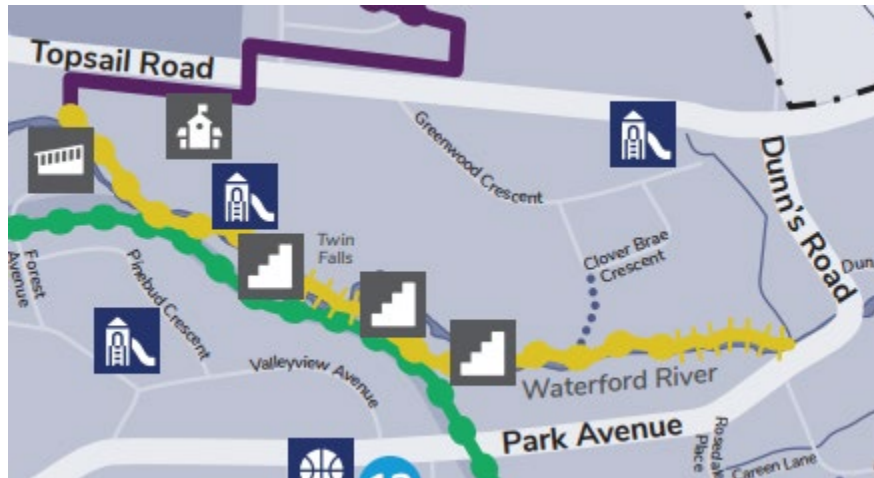 Topsail Road
Greenwood Crescent
Dunn's Road
Twin
Falls
Clover Brae
Crescent
Forest
Avenue
Pinebud Crescent
Valleyview Avenue
Waterford River
Park Avenue
Place
Careen Lane